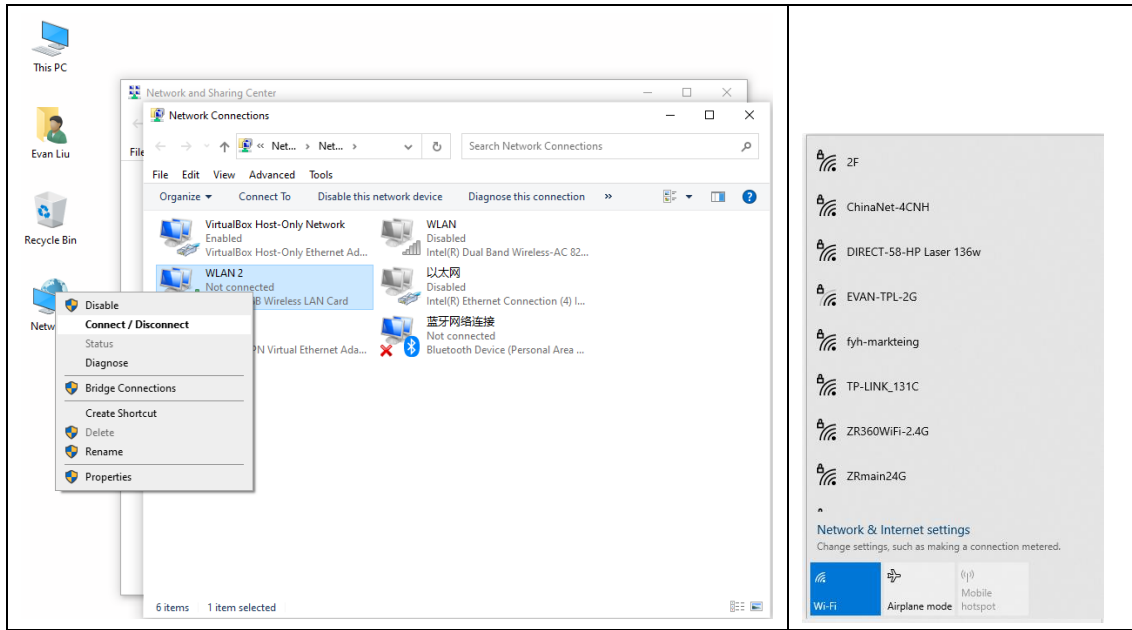 This PC
Evan Liu
Recycle Bin
Netw
Network and Sharing Center
File
Network Connections
« Net... › Net... ›
Search Network Connections
File Edit View Advanced Tools
Organize Connect To Disable this network device Diagnose this connection »
VirtualBox Host-Only Network
Enabled
VirtualBox Host-Only Ethernet Ad...
WLAN
Disabled
Intel(R) Dual Band Wireless-AC 82...
WLAN 2
Not connected
Wireless LAN Card
以太网
Disabled
Intel(R) Ethernet Connection (4) I...
PN Virtual Ethernet Ada...
蓝牙网络连接
Not connected
Bluetooth Device (Personal Area ...
Disable
Connect / Disconnect
Status
Diagnose
Bridge Connections
Create Shortcut
Delete
Rename
Properties
6 items 1 item selected
2F
ChinaNet-4CNH
DIRECT-58-HP Laser 136w
EVAN-TPL-2G
fyh-markteing
TP-LINK_131C
ZR360WiFi-2.4G
ZRmain24G
Network & Internet settings
Change settings, such as making a connection metered.
Wi-Fi
Airplane mode
Mobile
hotspot